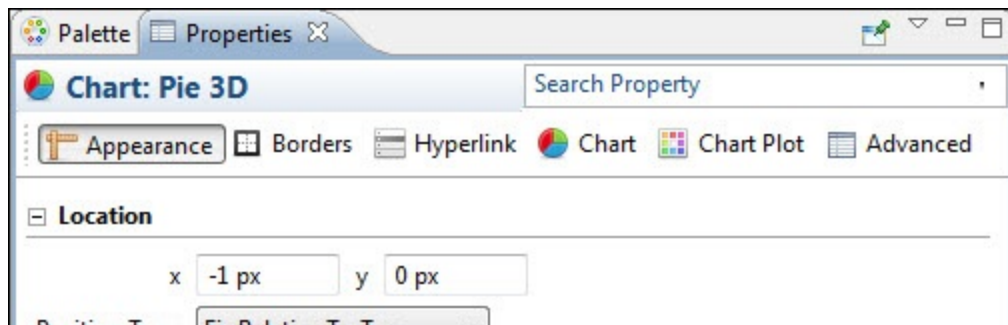 Palette Properties
Chart: Pie 3D Search Property
Appearance Borders Hyperlink Chart Chart Plot Advanced
Location
x -1 px y 0 px